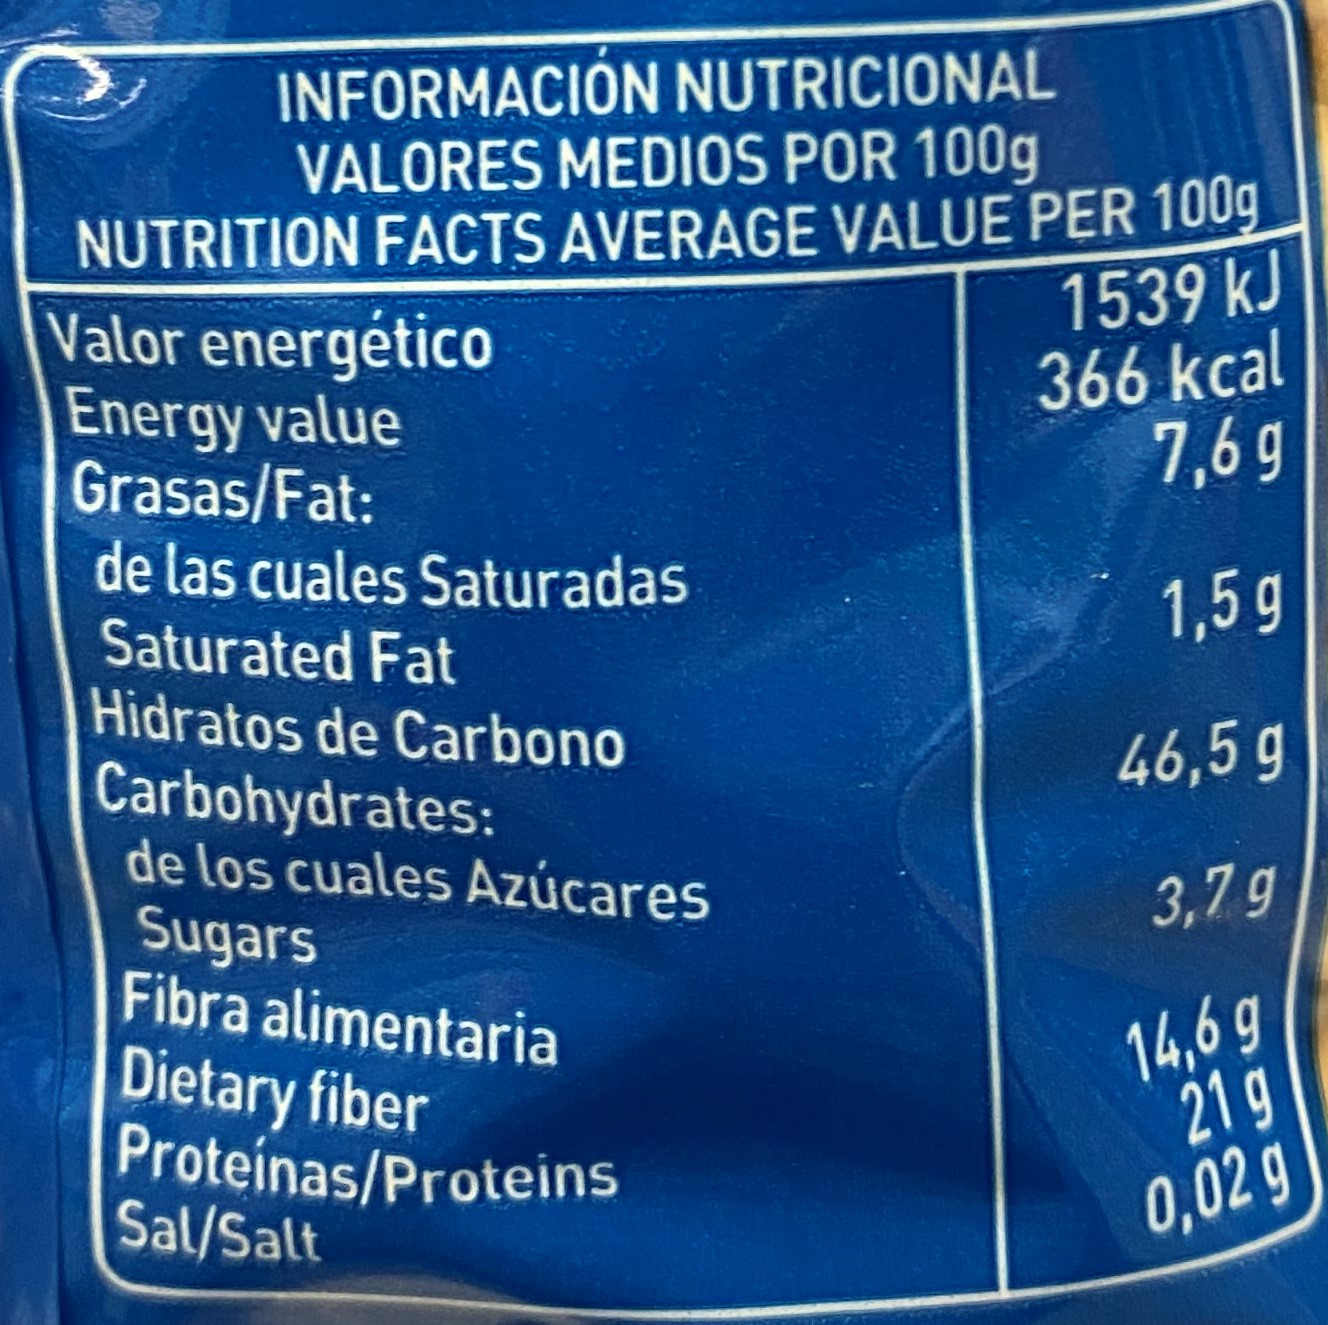 INFORMACIÓN NUTRICIONAL
VALORES MEDIOS POR 100g
NUTRITION FACTS AVERAGE VALUE PER 100g
Valor energético 1539 kJ
Energy value 366 kcal
Grasas/Fat: 7,6 g
de las cuales Saturadas 1,5 g
Saturated Fat
Hidratos de Carbono 46,5 g
Carbohydrates:
de los cuales Azúcares 3,7 g
Sugars
Fibra alimentaria 14,6 g
Dietary fiber
Proteínas/Proteins 21 g
Sal/Salt 0,02 g